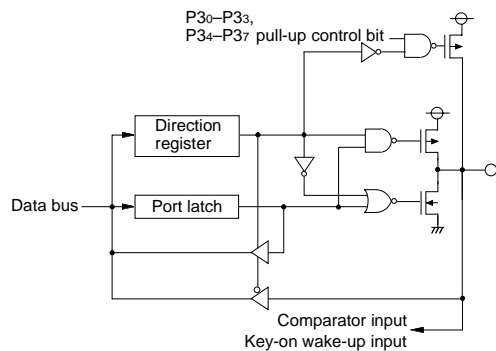 P3₀–P3₃,
P3₄–P3₇ pull-up control bit
Direction
register
Data bus
Port latch
Comparator input
Key-on wake-up input